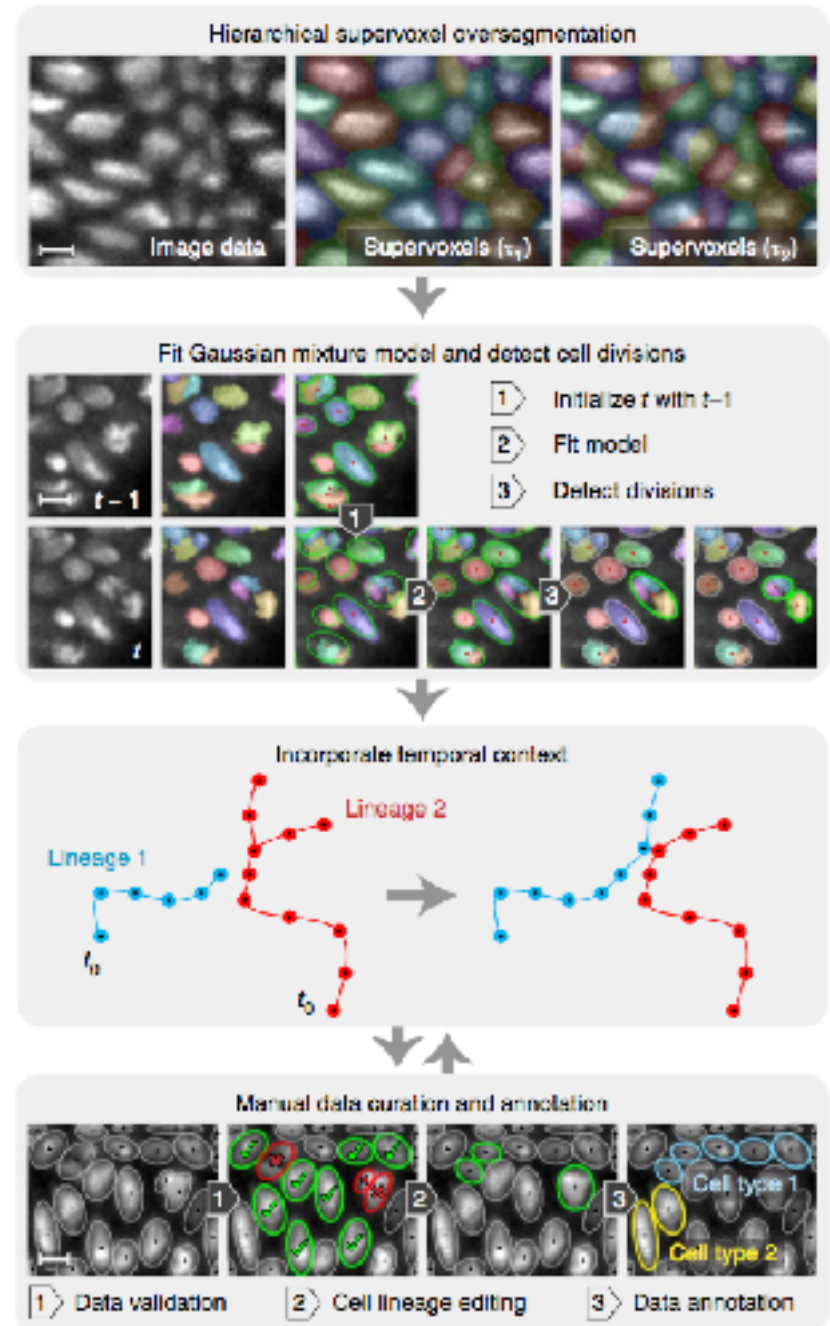 Hierarchical supervoxel oversegmentation
Image data
Supervoxels (τ₁)
Supervoxels (τ₂)
Fit Gaussian mixture model and detect cell divisions
t – 1
1 Initialize t with t–1
2 Fit model
3 Detect divisions
1
t
2
3
Incorporate temporal context
Lineage 2
Lineage 1
t₀
t₀
Manual data curation and annotation
1
2
3
Cell type 1
Cell type 2
1 Data validation
2 Cell lineage editing
3 Data annotation